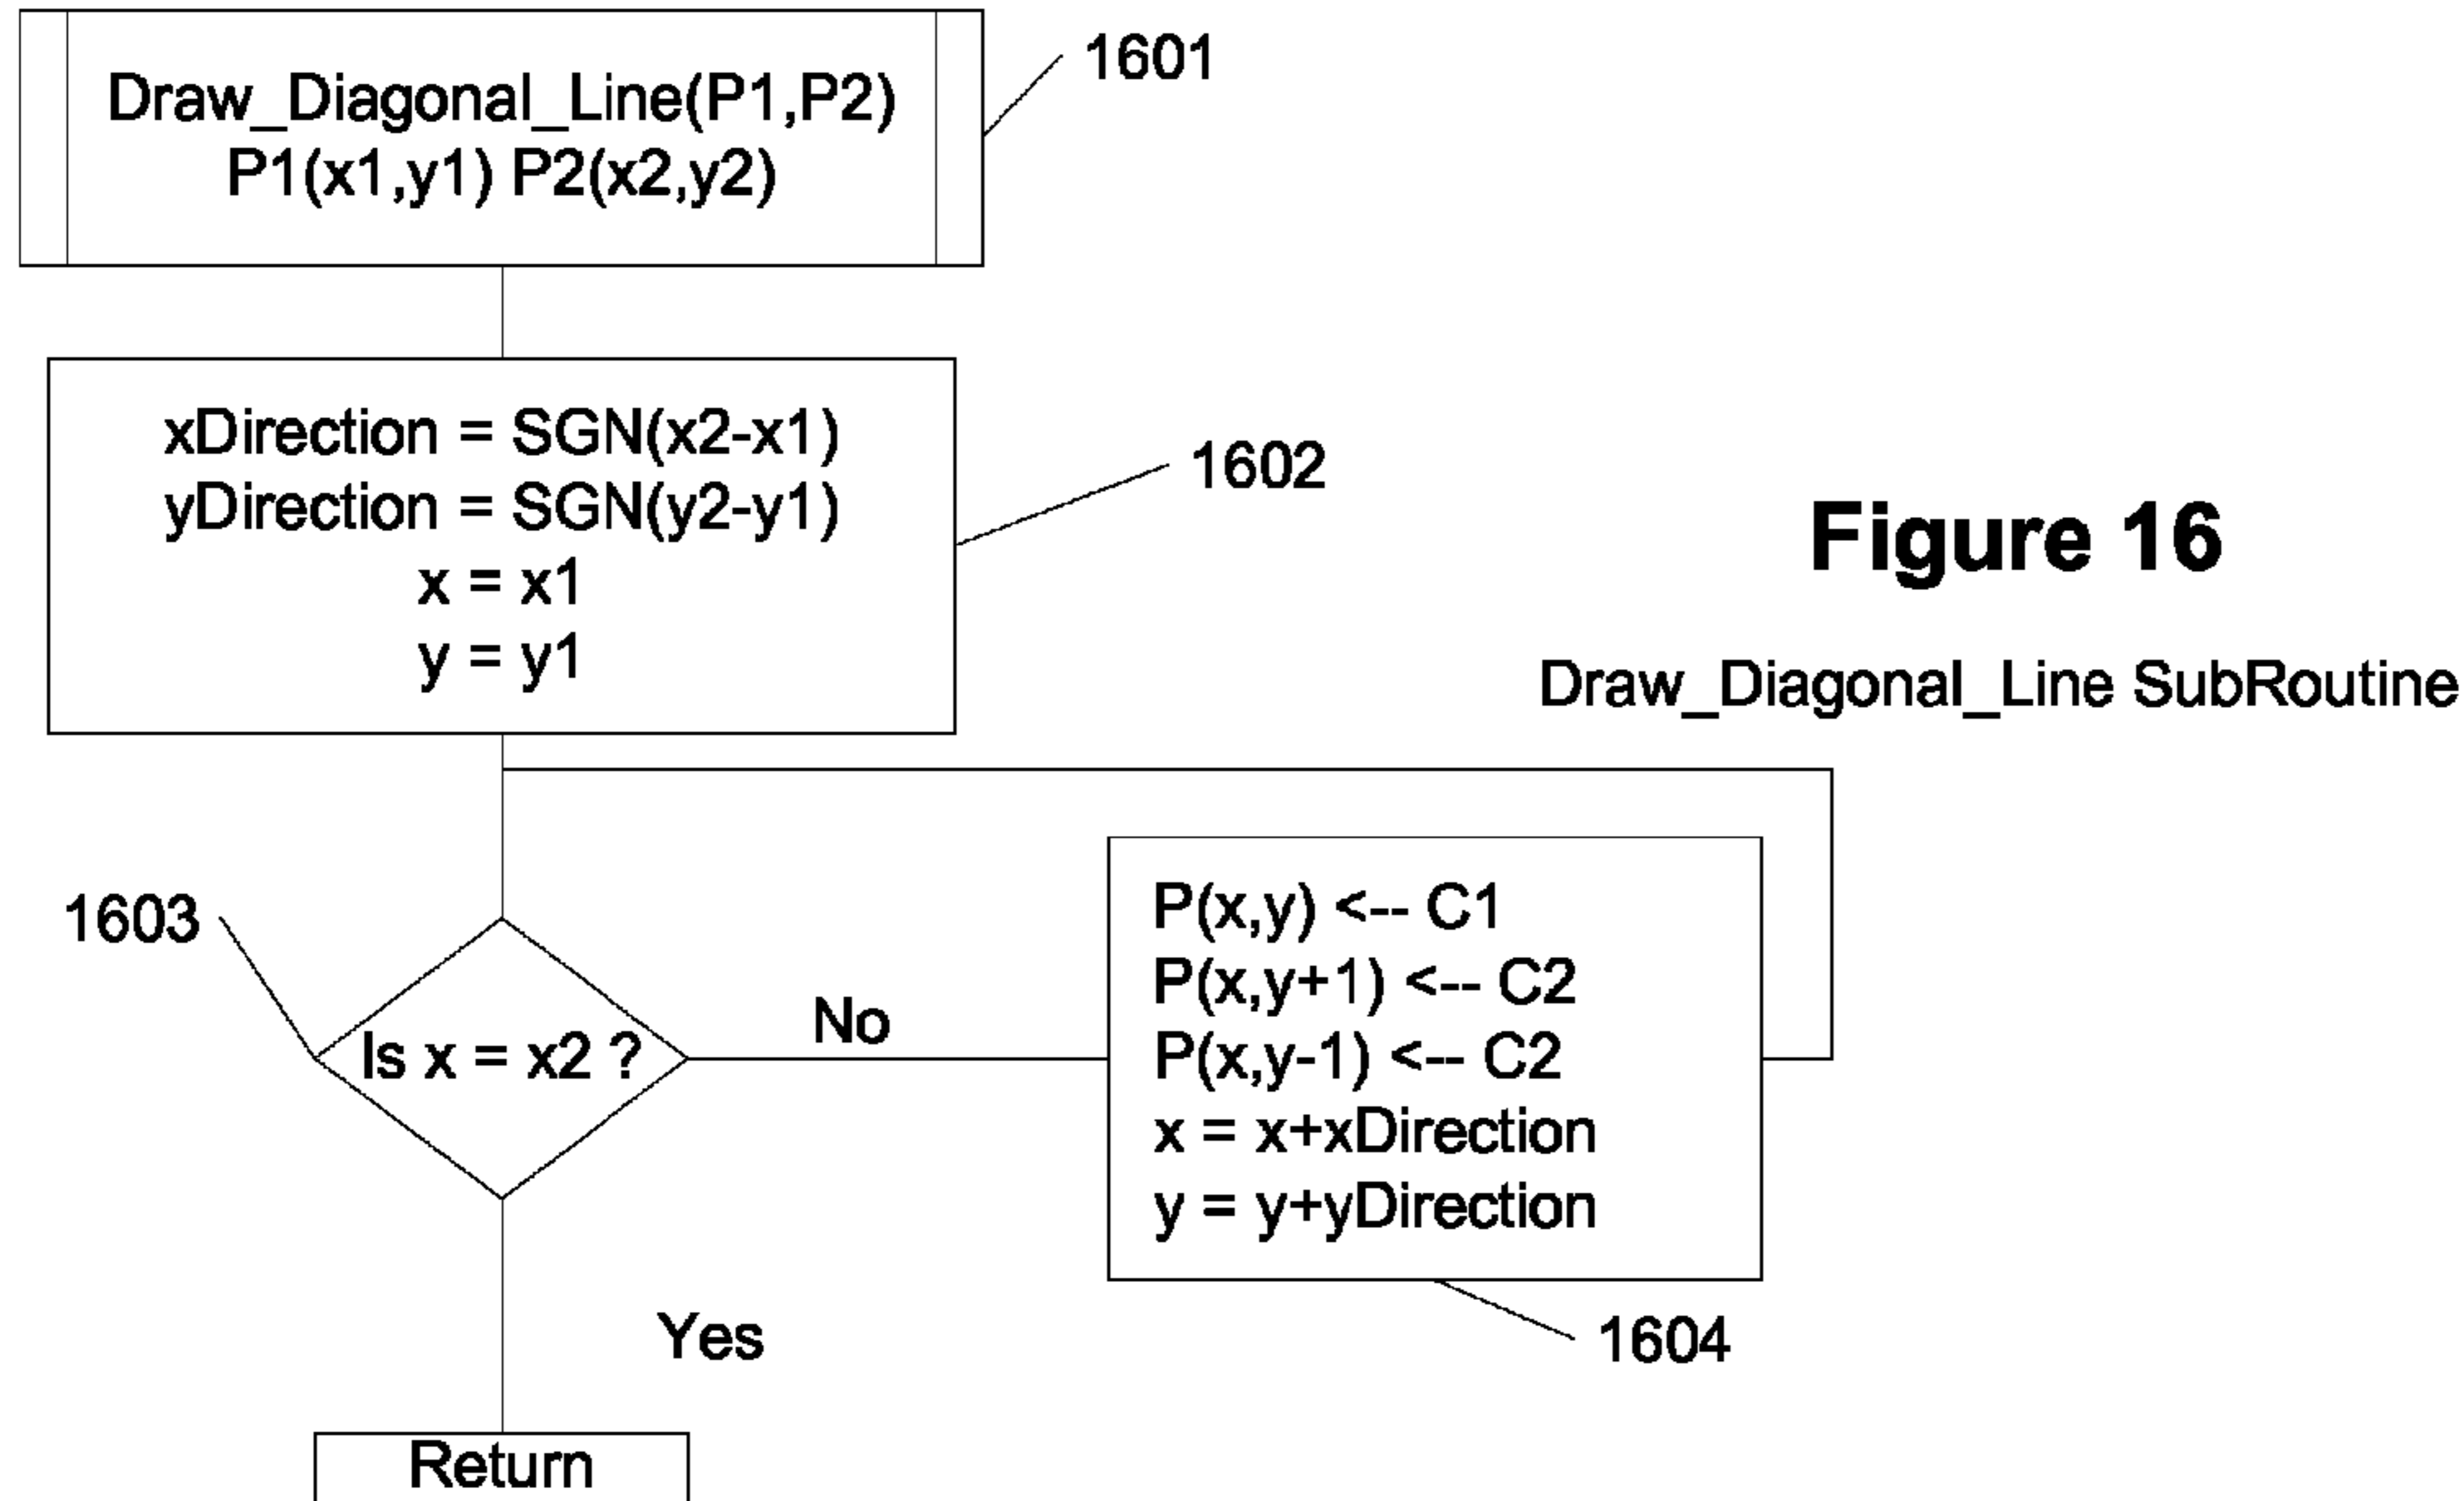 Draw_Diagonal_Line(P1,P2)
P1(x1,y1) P2(x2,y2)
1601
xDirection = SGN(x2-x1)
yDirection = SGN(y2-y1)
x = x1
y = y1
1602
Figure 16
Draw_Diagonal_Line SubRoutine
1603
Is x = x2 ?
No
P(x,y) <-- C1
P(x,y+1) <-- C2
P(x,y-1) <-- C2
x = x+xDirection
y = y+yDirection
1604
Yes
Return